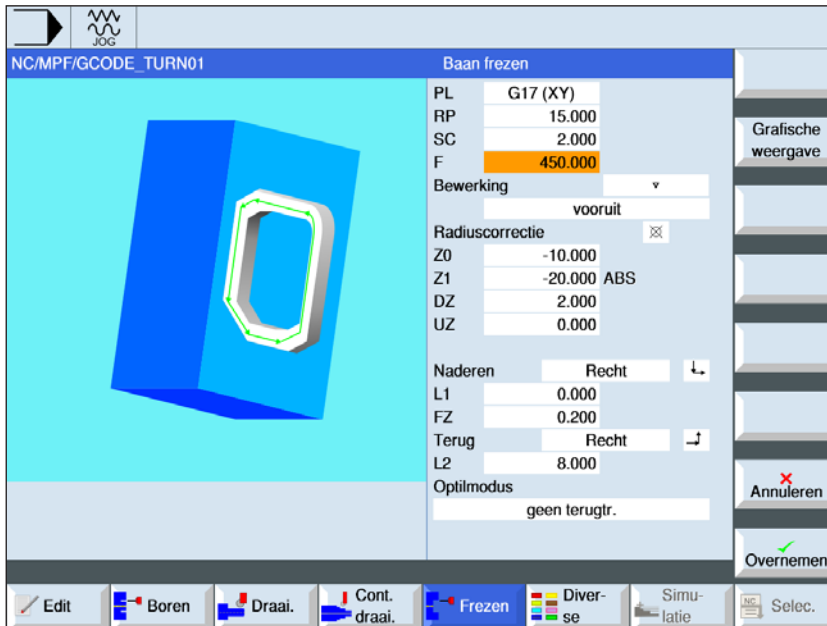 JOG
NC/MPF/GCODE_TURN01
Baan frezen
PL G17 (XY)
RP 15.000
SC 2.000
F 450.000
Bewerking ▿
vooruit
Radiuscorrectie
Z0 -10.000
Z1 -20.000 ABS
DZ 2.000
UZ 0.000
Naderen Recht
L1 0.000
FZ 0.200
Terug Recht
L2 8.000
Optilmodus
geen terugtr.
Grafische
weergave
Annuleren
Overnemen
Edit
Boren
Draai.
Cont.
draai.
Frezen
Diver-
se
Simu-
latie
NC
Selec.